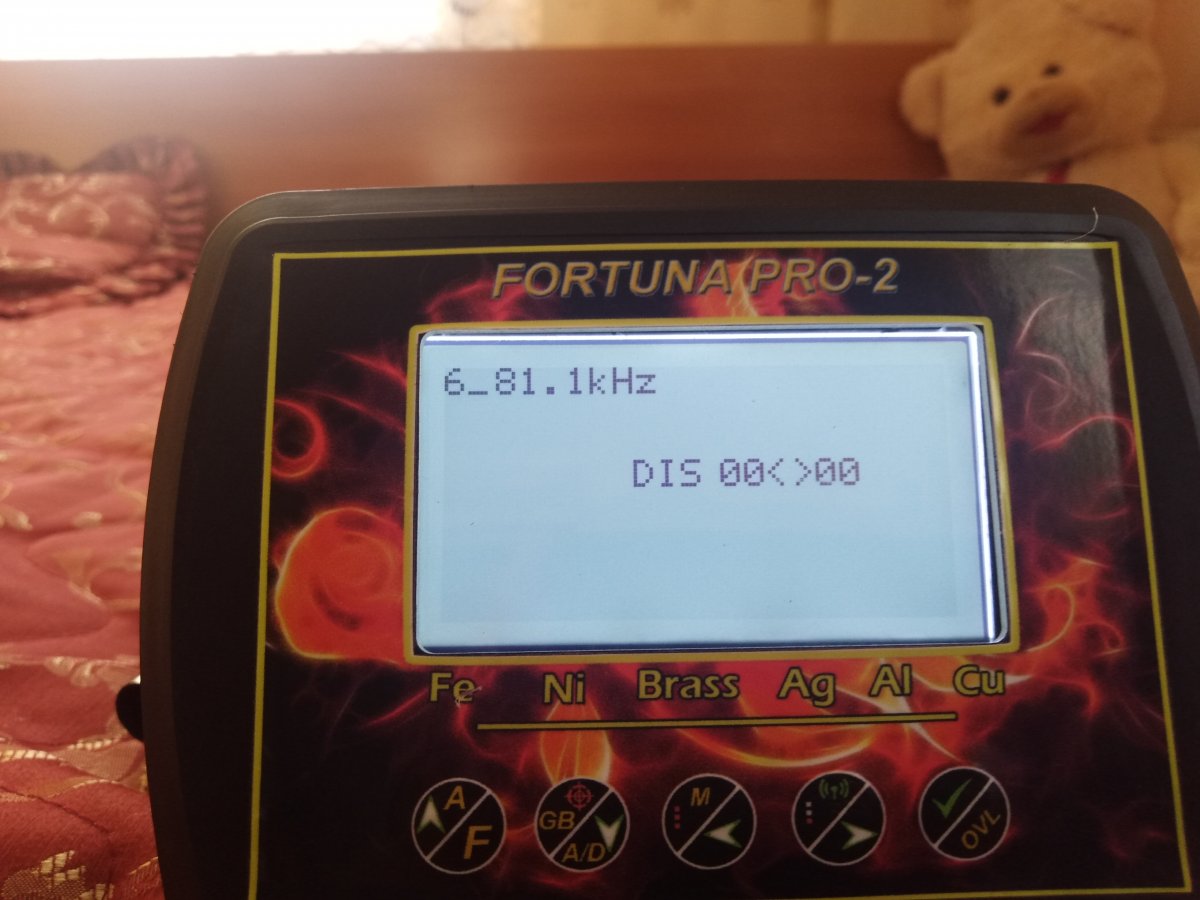 FORTUNA PRO-2
6_81.1kHz
DIS 00<>00
Fe Ni Brass Ag Al Cu
A F GB A/D M OVL